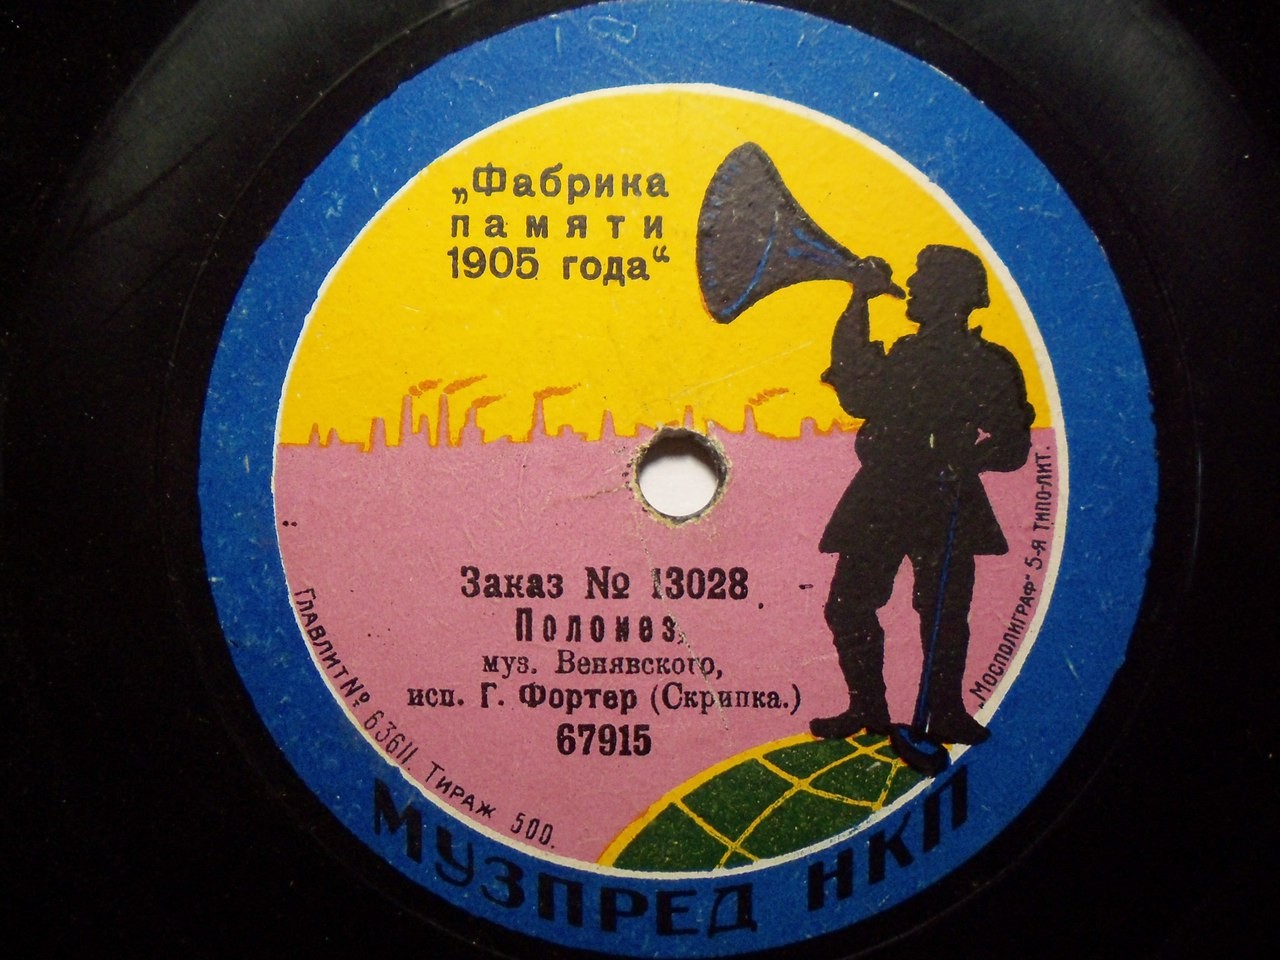 „Фабрика
памяти
1905 года“
Заказ № 13028
Полонез,
муз. Венявского,
исп. Г. Фортер (Скрипка.)
67915
Главлит № 63611. Тираж 500.
„Мосполиграф“ 5-я типо-лит.
МУЗПРЕД НКП